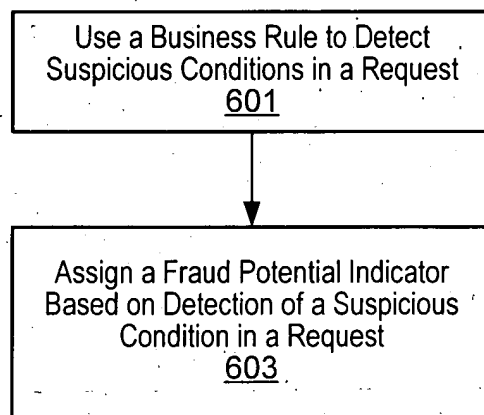 Use a Business Rule to Detect
Suspicious Conditions in a Request
601
Assign a Fraud Potential Indicator
Based on Detection of a Suspicious
Condition in a Request
603